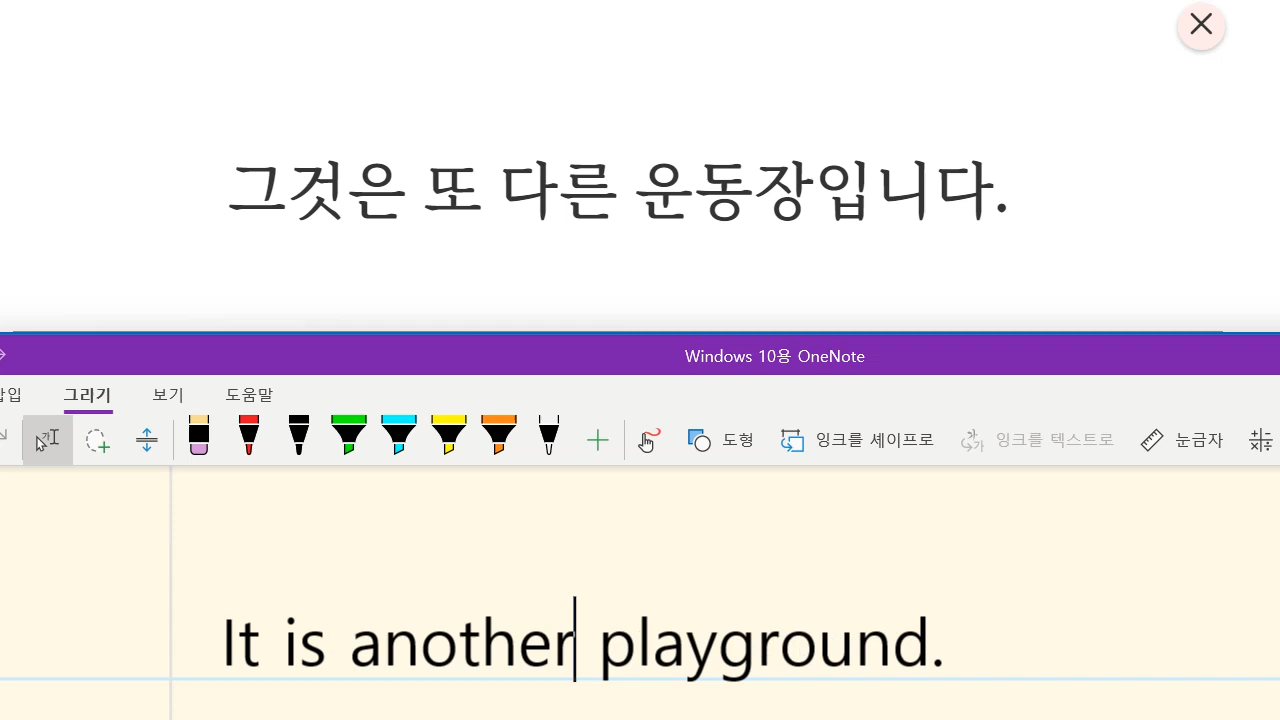 그것은 또 다른 운동장입니다.
Windows 10용 OneNote
삽입 그리기 보기 도움말
도형 잉크를 셰이프로 잉크를 텍스트로 눈금자
It is another playground.